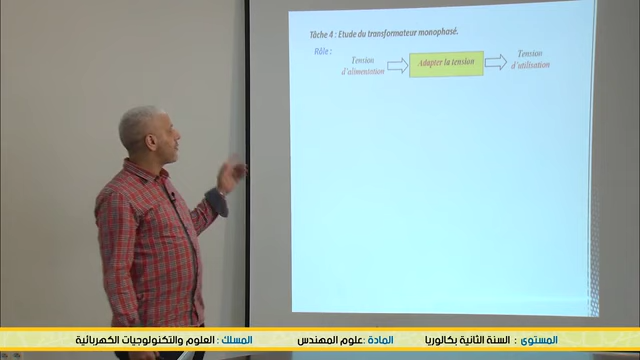 Tâche 4 : Etude du transformateur monophasé.
Rôle :
Tension d'alimentation
Adapter la tension
Tension d'utilisation
المستوى : السنة الثانية بكالوريا المادة :علوم المهندس المسلك : العلوم والتكنولوجيات الكهربائية